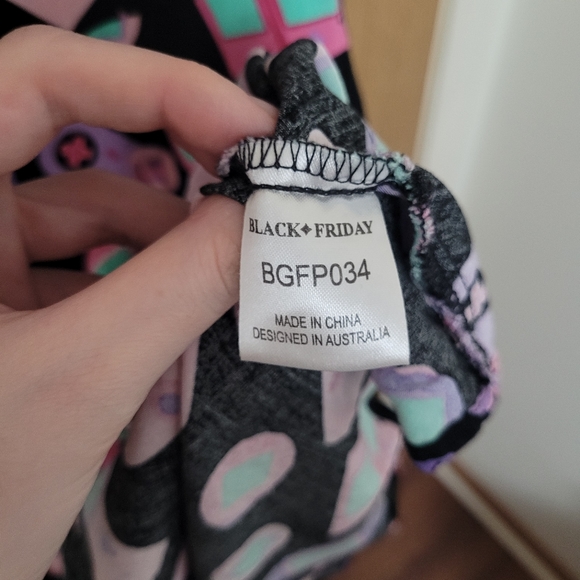 BLACK✦FRIDAY
BGFP034
MADE IN CHINA
DESIGNED IN AUSTRALIA